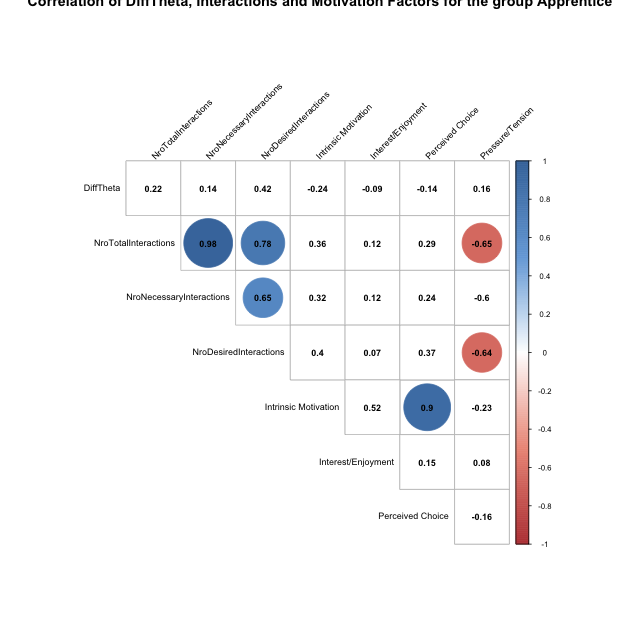 Correlation of DiffTheta, Interactions and Motivation Factors for the group Apprentice
NroTotalInteractions
NroNecessaryInteractions
NroDesiredInteractions
Intrinsic Motivation
Interest/Enjoyment
Perceived Choice
Pressure/Tension
DiffTheta 0.22 0.14 0.42 -0.24 -0.09 -0.14 0.16
NroTotalInteractions 0.98 0.78 0.36 0.12 0.29 -0.65
NroNecessaryInteractions 0.65 0.32 0.12 0.24 -0.6
NroDesiredInteractions 0.4 0.07 0.37 -0.64
Intrinsic Motivation 0.52 0.9 -0.23
Interest/Enjoyment 0.15 0.08
Perceived Choice -0.16
1
0.8
0.6
0.4
0.2
0
-0.2
-0.4
-0.6
-0.8
-1